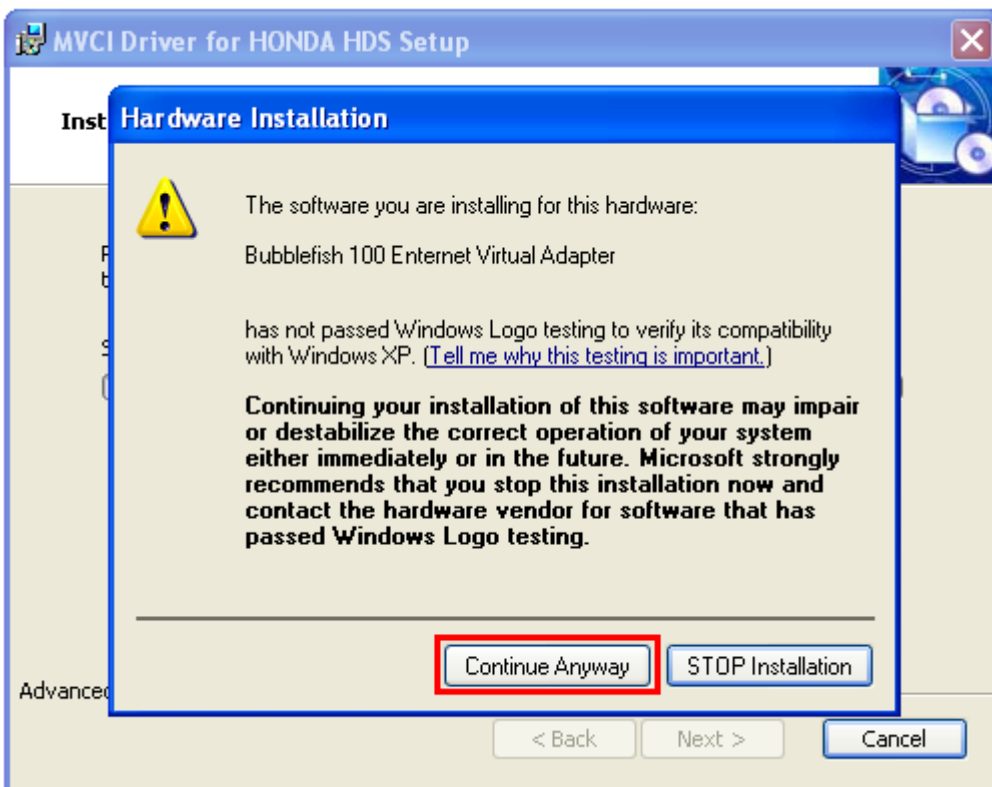 MVCI Driver for HONDA HDS Setup
Inst
Hardware Installation
The software you are installing for this hardware:
Bubblefish 100 Enternet Virtual Adapter
has not passed Windows Logo testing to verify its compatibility
with Windows XP. (Tell me why this testing is important.)
Continuing your installation of this software may impair
or destabilize the correct operation of your system
either immediately or in the future. Microsoft strongly
recommends that you stop this installation now and
contact the hardware vendor for software that has
passed Windows Logo testing.
Continue Anyway
STOP Installation
Advanced
< Back
Next >
Cancel